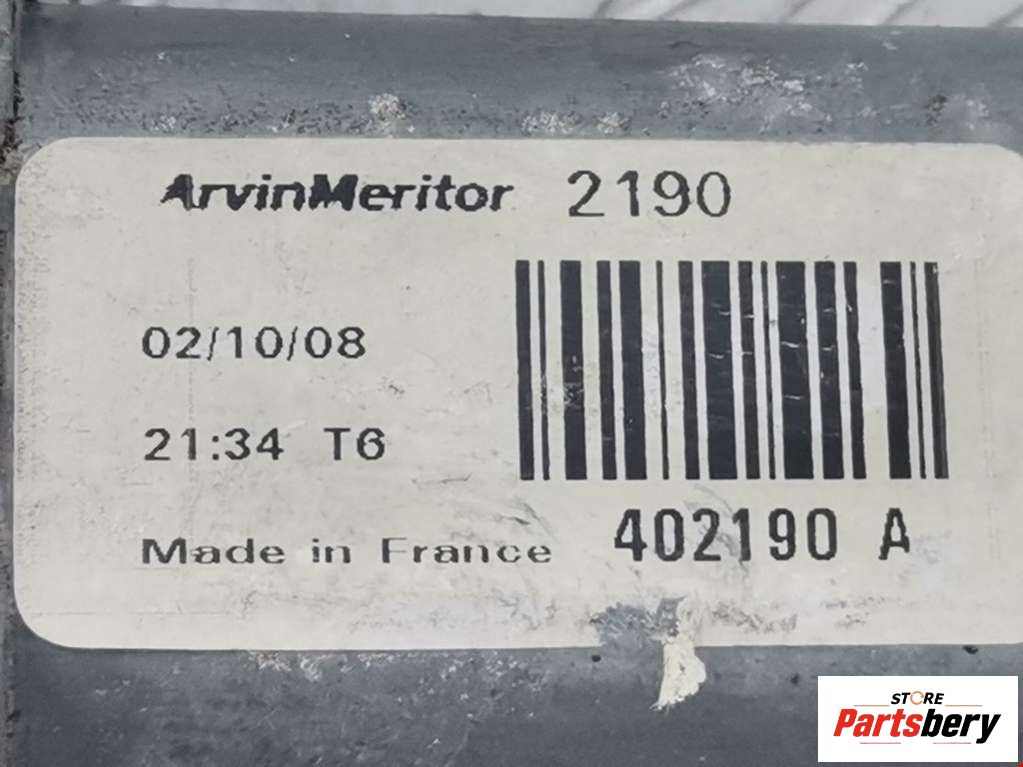 ArvinMeritor 2190
02/10/08
21:34 T6
Made in France 402190 A
STORE
Partsbery